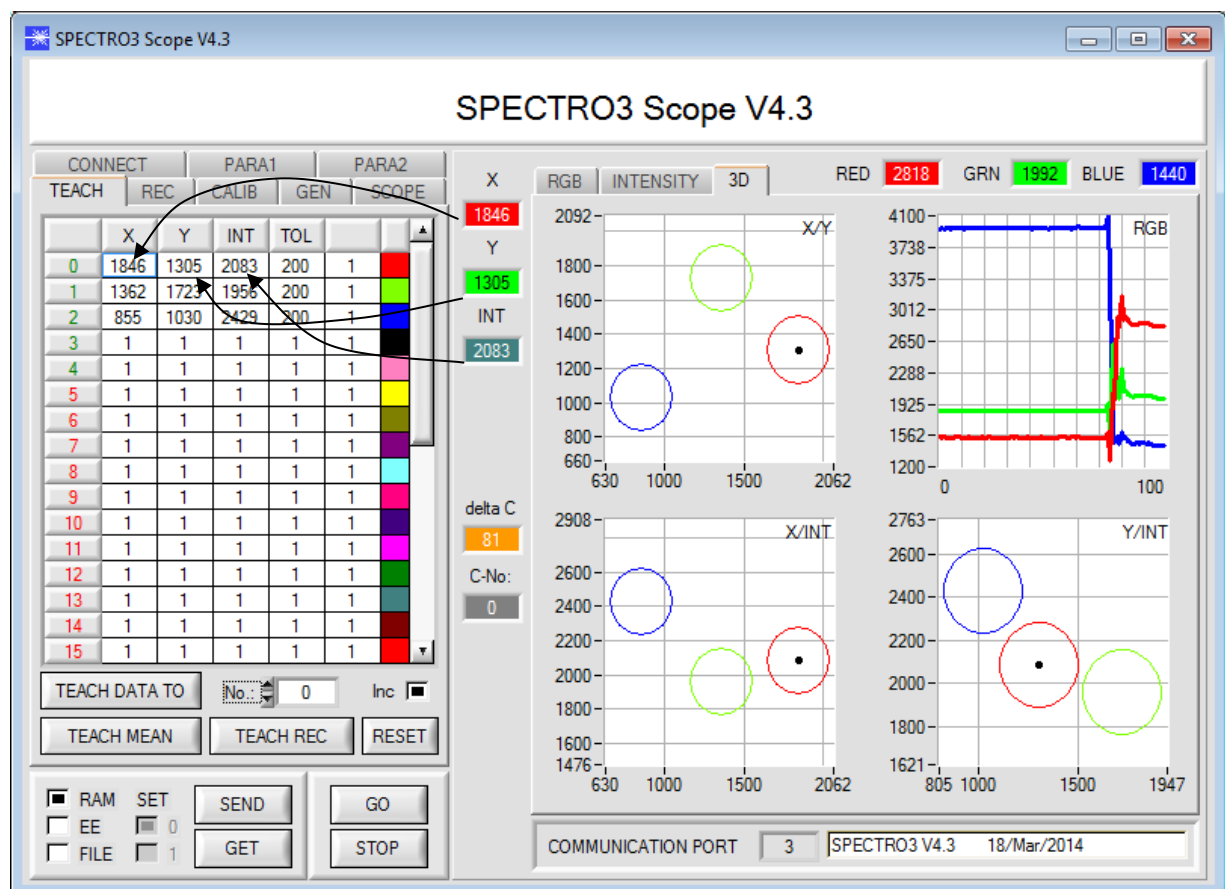 SPECTRO3 Scope V4.3
SPECTRO3 Scope V4.3
CONNECT PARA1 PARA2
TEACH REC CALIB GEN SCOPE
X Y INT TOL
0 1846 1305 2083 200 1
1 1362 1723 1956 200 1
2 855 1030 2429 200 1
3 1 1 1 1 1
4 1 1 1 1 1
5 1 1 1 1 1
6 1 1 1 1 1
7 1 1 1 1 1
8 1 1 1 1 1
9 1 1 1 1 1
10 1 1 1 1 1
11 1 1 1 1 1
12 1 1 1 1 1
13 1 1 1 1 1
14 1 1 1 1 1
15 1 1 1 1 1
TEACH DATA TO No.: 0 Inc
TEACH MEAN TEACH REC RESET
RAM SET SEND GO
EE 0
FILE 1 GET STOP
X
1846
Y
1305
INT
2083
delta C
81
C-No:
0
RGB INTENSITY 3D
RED 2818 GRN 1992 BLUE 1440
X/Y
2092
1800
1600
1400
1200
1000
800
660
630 1000 1500 2062
RGB
4100
3738
3375
3012
2650
2288
1925
1562
1200
0 100
X/INT
2908
2600
2400
2200
2000
1800
1600
1476
630 1000 1500 2062
Y/INT
2763
2600
2400
2200
2000
1800
1621
805 1000 1500 1947
COMMUNICATION PORT 3 SPECTRO3 V4.3 18/Mar/2014